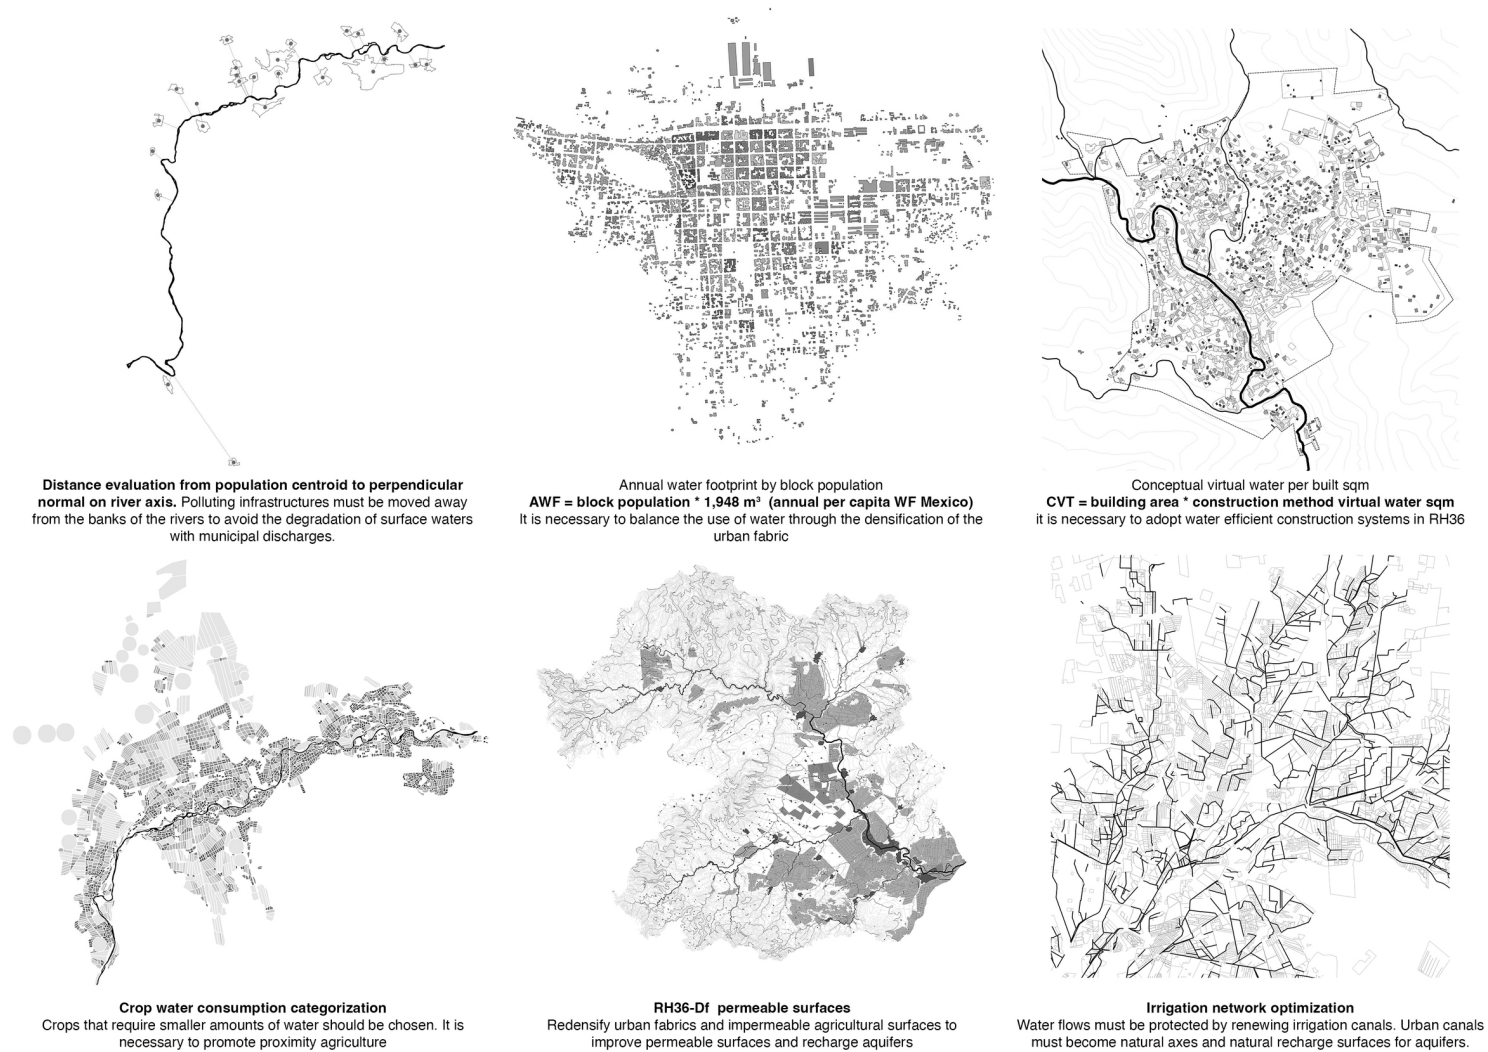 Distance evaluation from population centroid to perpendicular
normal on river axis. Polluting infrastructures must be moved away
from the banks of the rivers to avoid the degradation of surface waters
with municipal discharges.
Annual water footprint by block population
AWF = block population * 1,948 m³ (annual per capita WF Mexico)
It is necessary to balance the use of water through the densification of the
urban fabric
Conceptual virtual water per built sqm
CVT = building area * construction method virtual water sqm
it is necessary to adopt water efficient construction systems in RH36
Crop water consumption categorization
Crops that require smaller amounts of water should be chosen. It is
necessary to promote proximity agriculture
RH36-Df permeable surfaces
Redensify urban fabrics and impermeable agricultural surfaces to
improve permeable surfaces and recharge aquifers
Irrigation network optimization
Water flows must be protected by renewing irrigation canals. Urban canals
must become natural axes and natural recharge surfaces for aquifers.